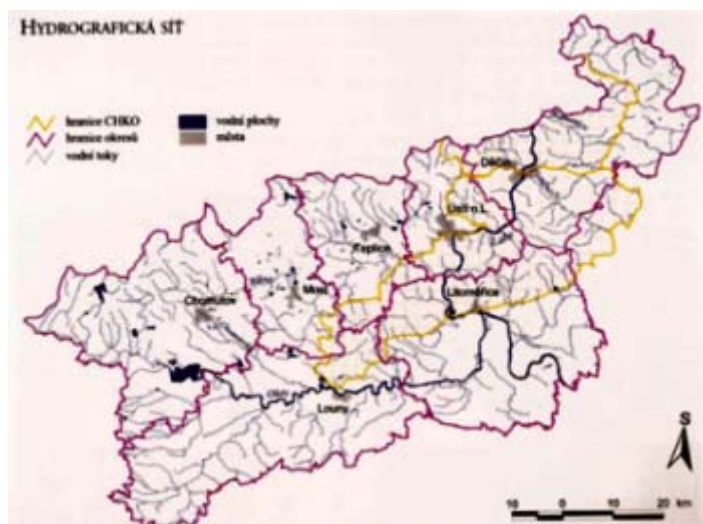 HYDROGRAFICKÁ SÍŤ
hranice CHKO
hranice okresů
vodní toky
vodní plochy
města
Děčín
Ústí n.L.
Teplice
Most
Chomutov
Litoměřice
Louny
S
10 0 10 20 km